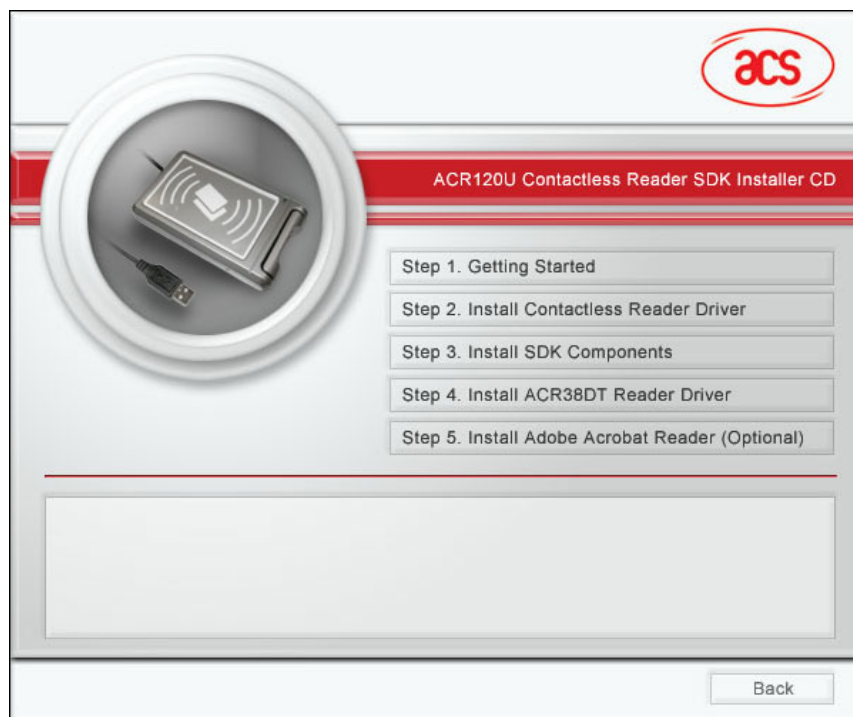 acs
ACR120U Contactless Reader SDK Installer CD
Step 1. Getting Started
Step 2. Install Contactless Reader Driver
Step 3. Install SDK Components
Step 4. Install ACR38DT Reader Driver
Step 5. Install Adobe Acrobat Reader (Optional)
Back